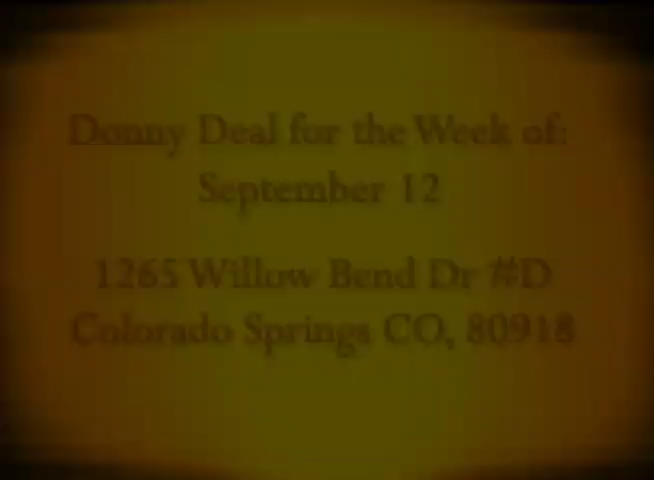 Donny Deal for the Week of:
September 12
1265 Willow Bend Dr #D
Colorado Springs CO, 80918